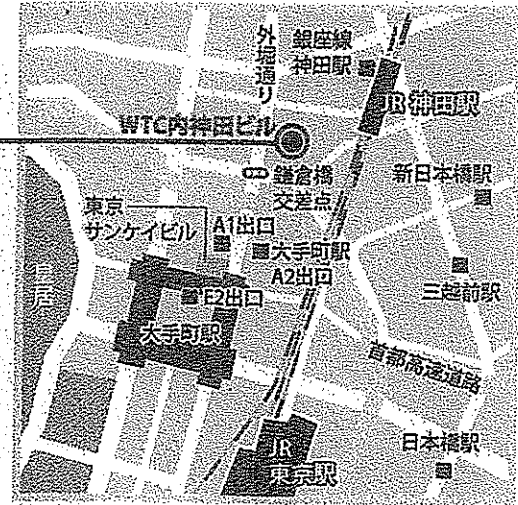 外堀通り
銀座線
神田駅
JR 神田駅
WTC内神田ビル
鎌倉橋
交差点
新日本橋駅
東京
サンケイビル
A1出口
大手町駅
A2出口
三越前駅
皇居
E2出口
大手町駅
首都高速道路
日本橋駅
JR
東京駅